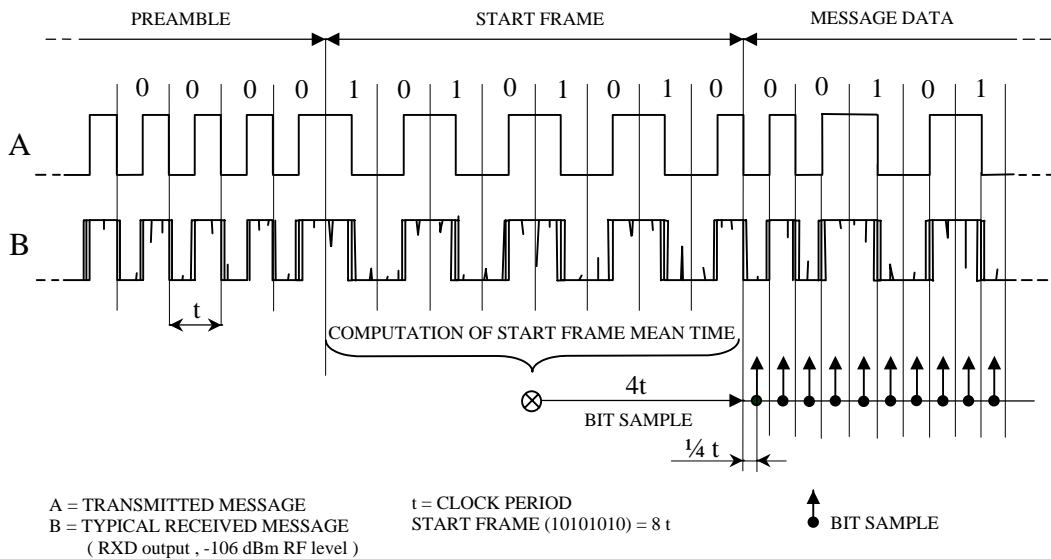 PREAMBLE START FRAME MESSAGE DATA
0 0 0 0 1 0 1 0 1 0 1 0 0 0 1 0 1
A
B
t
COMPUTATION OF START FRAME MEAN TIME
4t
BIT SAMPLE
¼ t
A = TRANSMITTED MESSAGE
B = TYPICAL RECEIVED MESSAGE
( RXD output , -106 dBm RF level )
t = CLOCK PERIOD
START FRAME (10101010) = 8 t
BIT SAMPLE